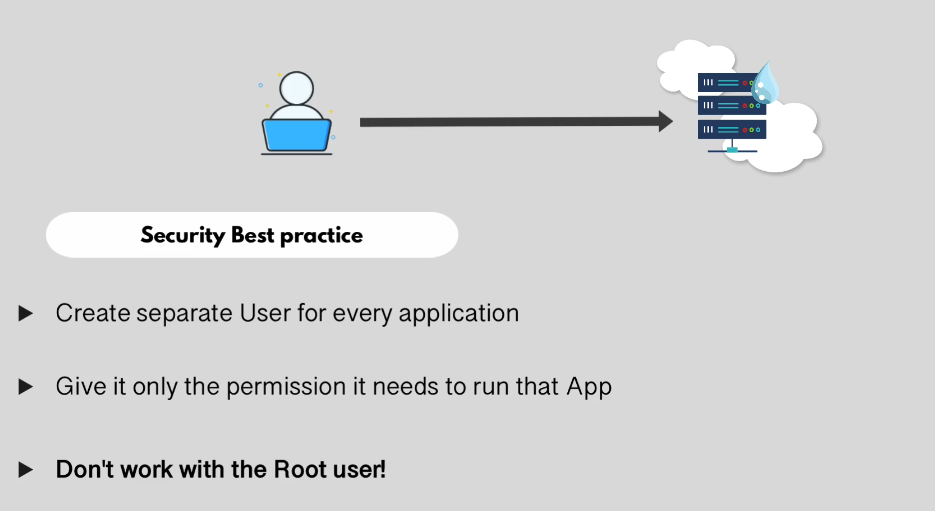 Security Best practice
Create separate User for every application
Give it only the permission it needs to run that App
Don't work with the Root user!